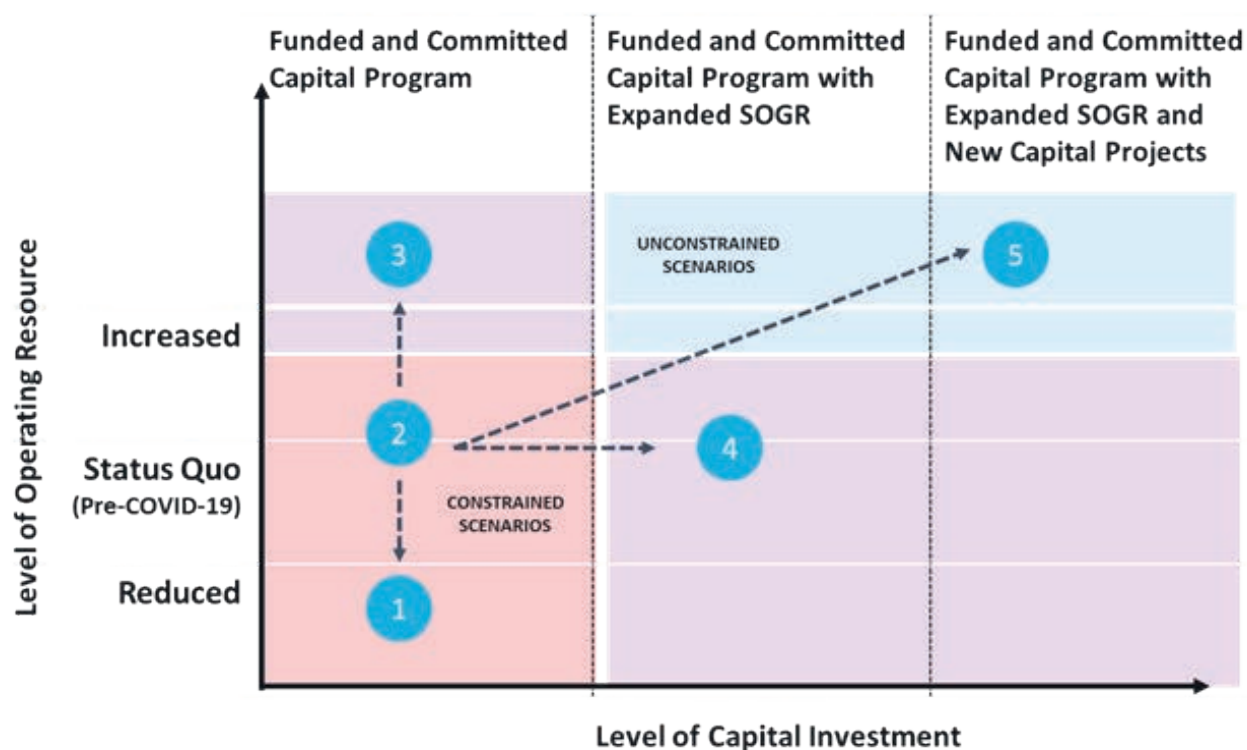 Funded and Committed
Capital Program
Funded and Committed
Capital Program with
Expanded SOGR
Funded and Committed
Capital Program with
Expanded SOGR and
New Capital Projects
Level of Operating Resource
Increased
Status Quo
(Pre-COVID-19)
Reduced
3
UNCONSTRAINED
SCENARIOS
5
2
4
CONSTRAINED
SCENARIOS
1
Level of Capital Investment